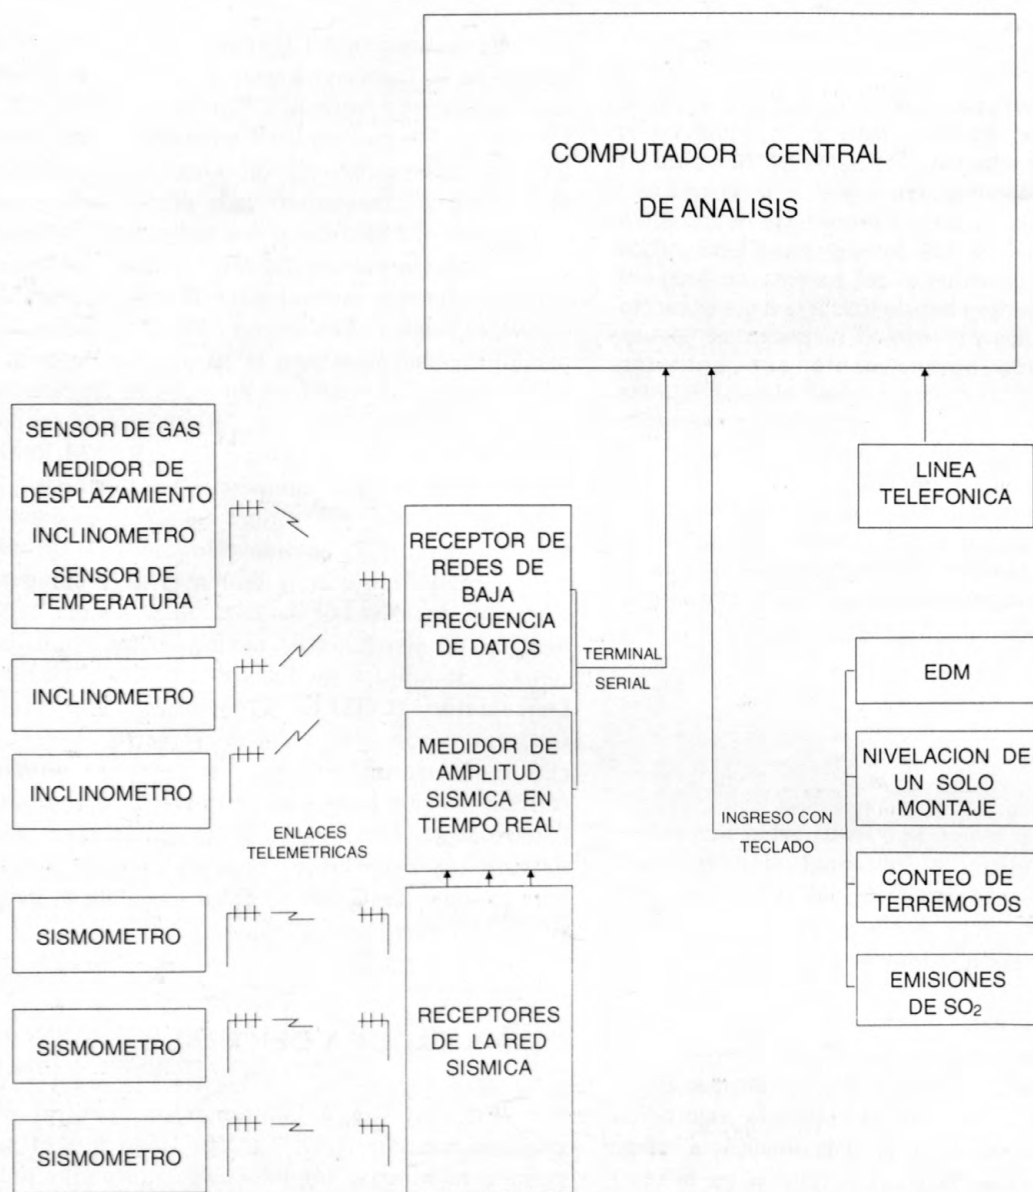 COMPUTADOR CENTRAL
DE ANALISIS
SENSOR DE GAS
MEDIDOR DE
DESPLAZAMIENTO
INCLINOMETRO
SENSOR DE
TEMPERATURA
INCLINOMETRO
INCLINOMETRO
ENLACES
TELEMETRICAS
SISMOMETRO
SISMOMETRO
SISMOMETRO
RECEPTOR DE
REDES DE
BAJA
FRECUENCIA
DE DATOS
MEDIDOR DE
AMPLITUD
SISMICA EN
TIEMPO REAL
RECEPTORES
DE LA RED
SISMICA
TERMINAL
SERIAL
LINEA
TELEFONICA
INGRESO CON
TECLADO
EDM
NIVELACION DE
UN SOLO
MONTAJE
CONTEO DE
TERREMOTOS
EMISIONES
DE SO2